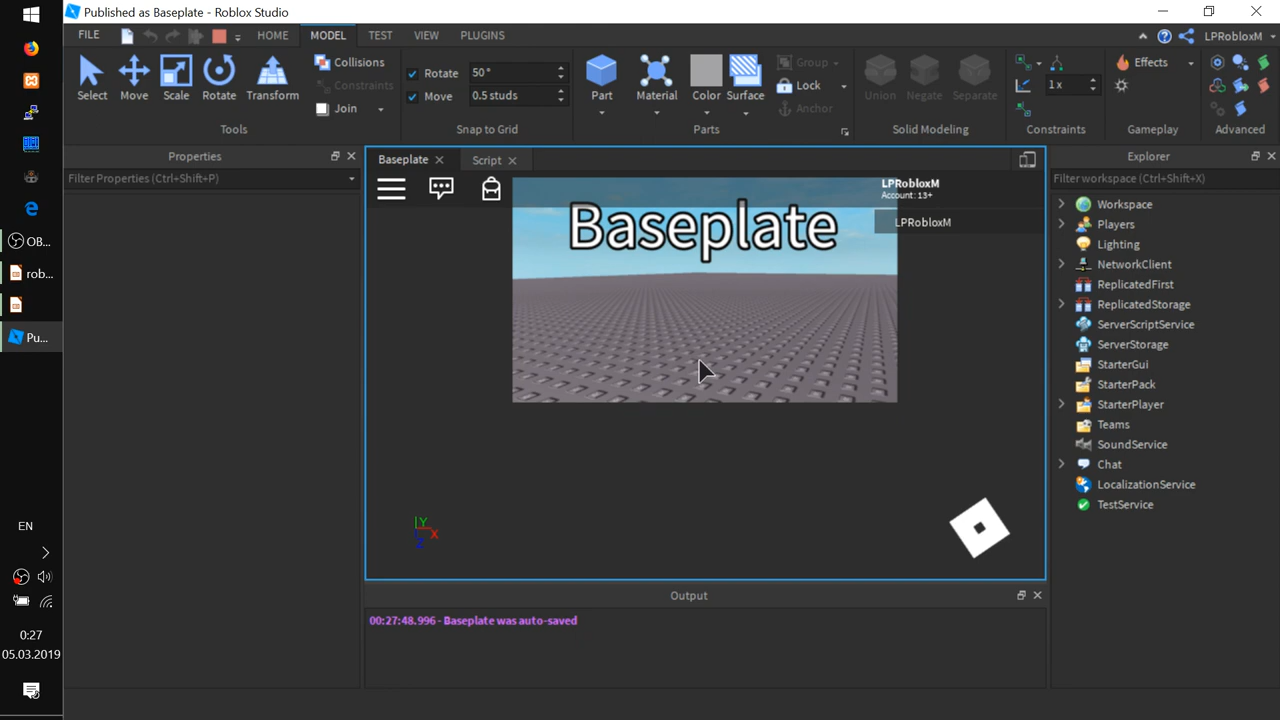 Published as Baseplate - Roblox Studio
FILE HOME MODEL TEST VIEW PLUGINS LPRobloxM
Select Move Scale Rotate Transform
Collisions
Constraints
Join
Tools
Rotate 50°
Move 0.5 studs
Snap to Grid
Part Material Color Surface
Group
Lock
Anchor
Parts
Union Negate Separate
Solid Modeling
1 x
Constraints
Effects
Gameplay
Advanced
Properties
Filter Properties (Ctrl+Shift+P)
Baseplate Script
LPRobloxM
Account: 13+
LPRobloxM
Baseplate
Y
X
Z
Output
00:27:48.996 - Baseplate was auto-saved
Explorer
Filter workspace (Ctrl+Shift+X)
Workspace
Players
Lighting
NetworkClient
ReplicatedFirst
ReplicatedStorage
ServerScriptService
ServerStorage
StarterGui
StarterPack
StarterPlayer
Teams
SoundService
Chat
LocalizationService
TestService
OB...
rob...
Pu...
EN
0:27
05.03.2019